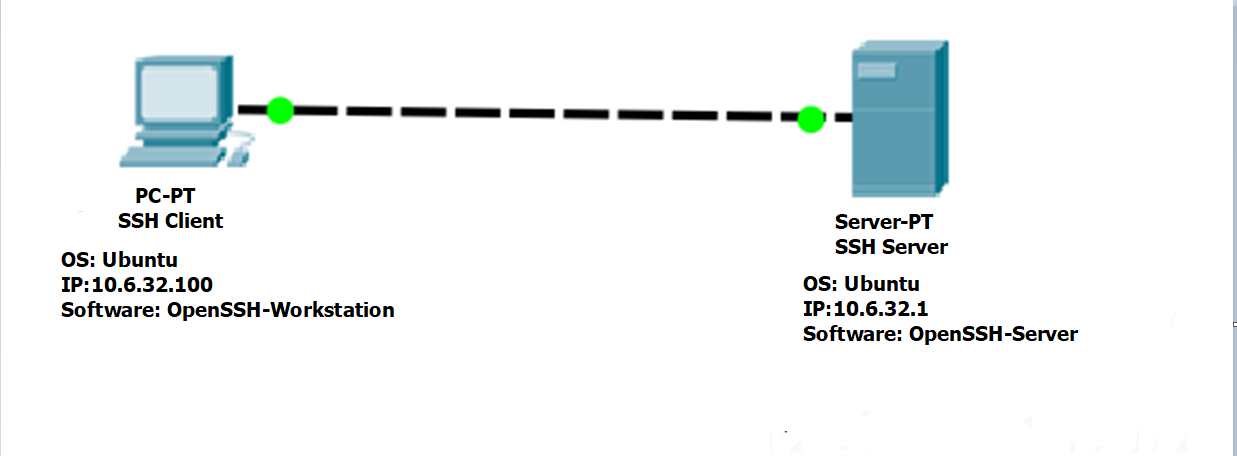 PC-PT
SSH Client
OS: Ubuntu
IP:10.6.32.100
Software: OpenSSH-Workstation
Server-PT
SSH Server
OS: Ubuntu
IP:10.6.32.1
Software: OpenSSH-Server